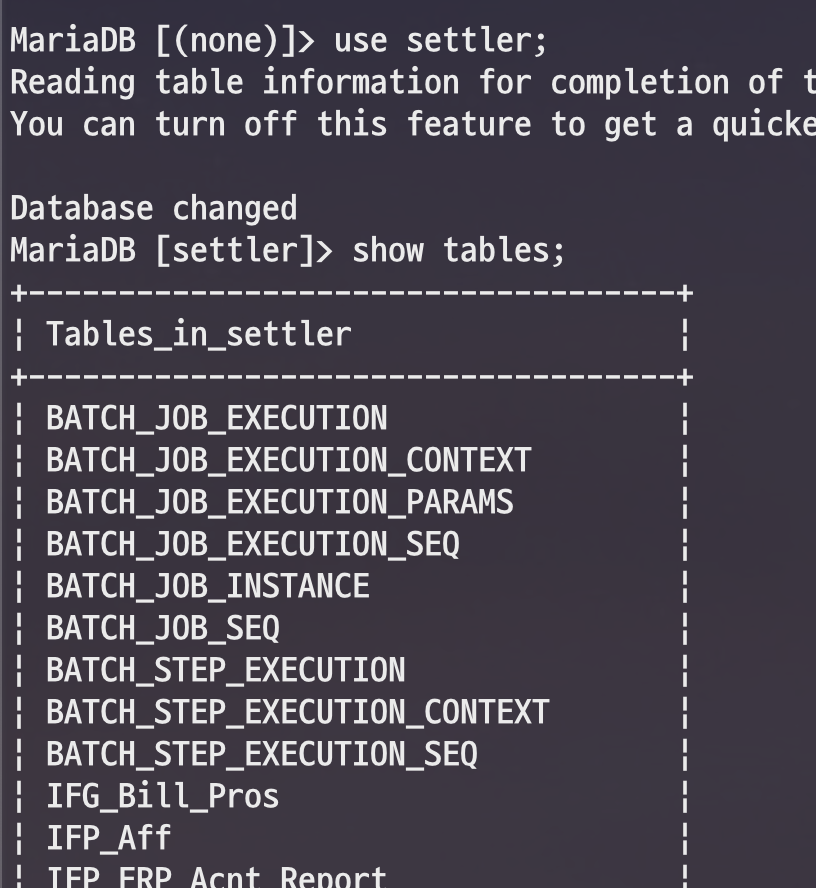 MariaDB [(none)]> use settler;
Reading table information for completion of t
You can turn off this feature to get a quicke
Database changed
MariaDB [settler]> show tables;
+------------------------------------+
¦ Tables_in_settler ¦
+------------------------------------+
¦ BATCH_JOB_EXECUTION ¦
¦ BATCH_JOB_EXECUTION_CONTEXT ¦
¦ BATCH_JOB_EXECUTION_PARAMS ¦
¦ BATCH_JOB_EXECUTION_SEQ ¦
¦ BATCH_JOB_INSTANCE ¦
¦ BATCH_JOB_SEQ ¦
¦ BATCH_STEP_EXECUTION ¦
¦ BATCH_STEP_EXECUTION_CONTEXT ¦
¦ BATCH_STEP_EXECUTION_SEQ ¦
¦ IFG_Bill_Pros ¦
¦ IFP_Aff ¦
¦ IFP_ERP_Acnt_Report ¦